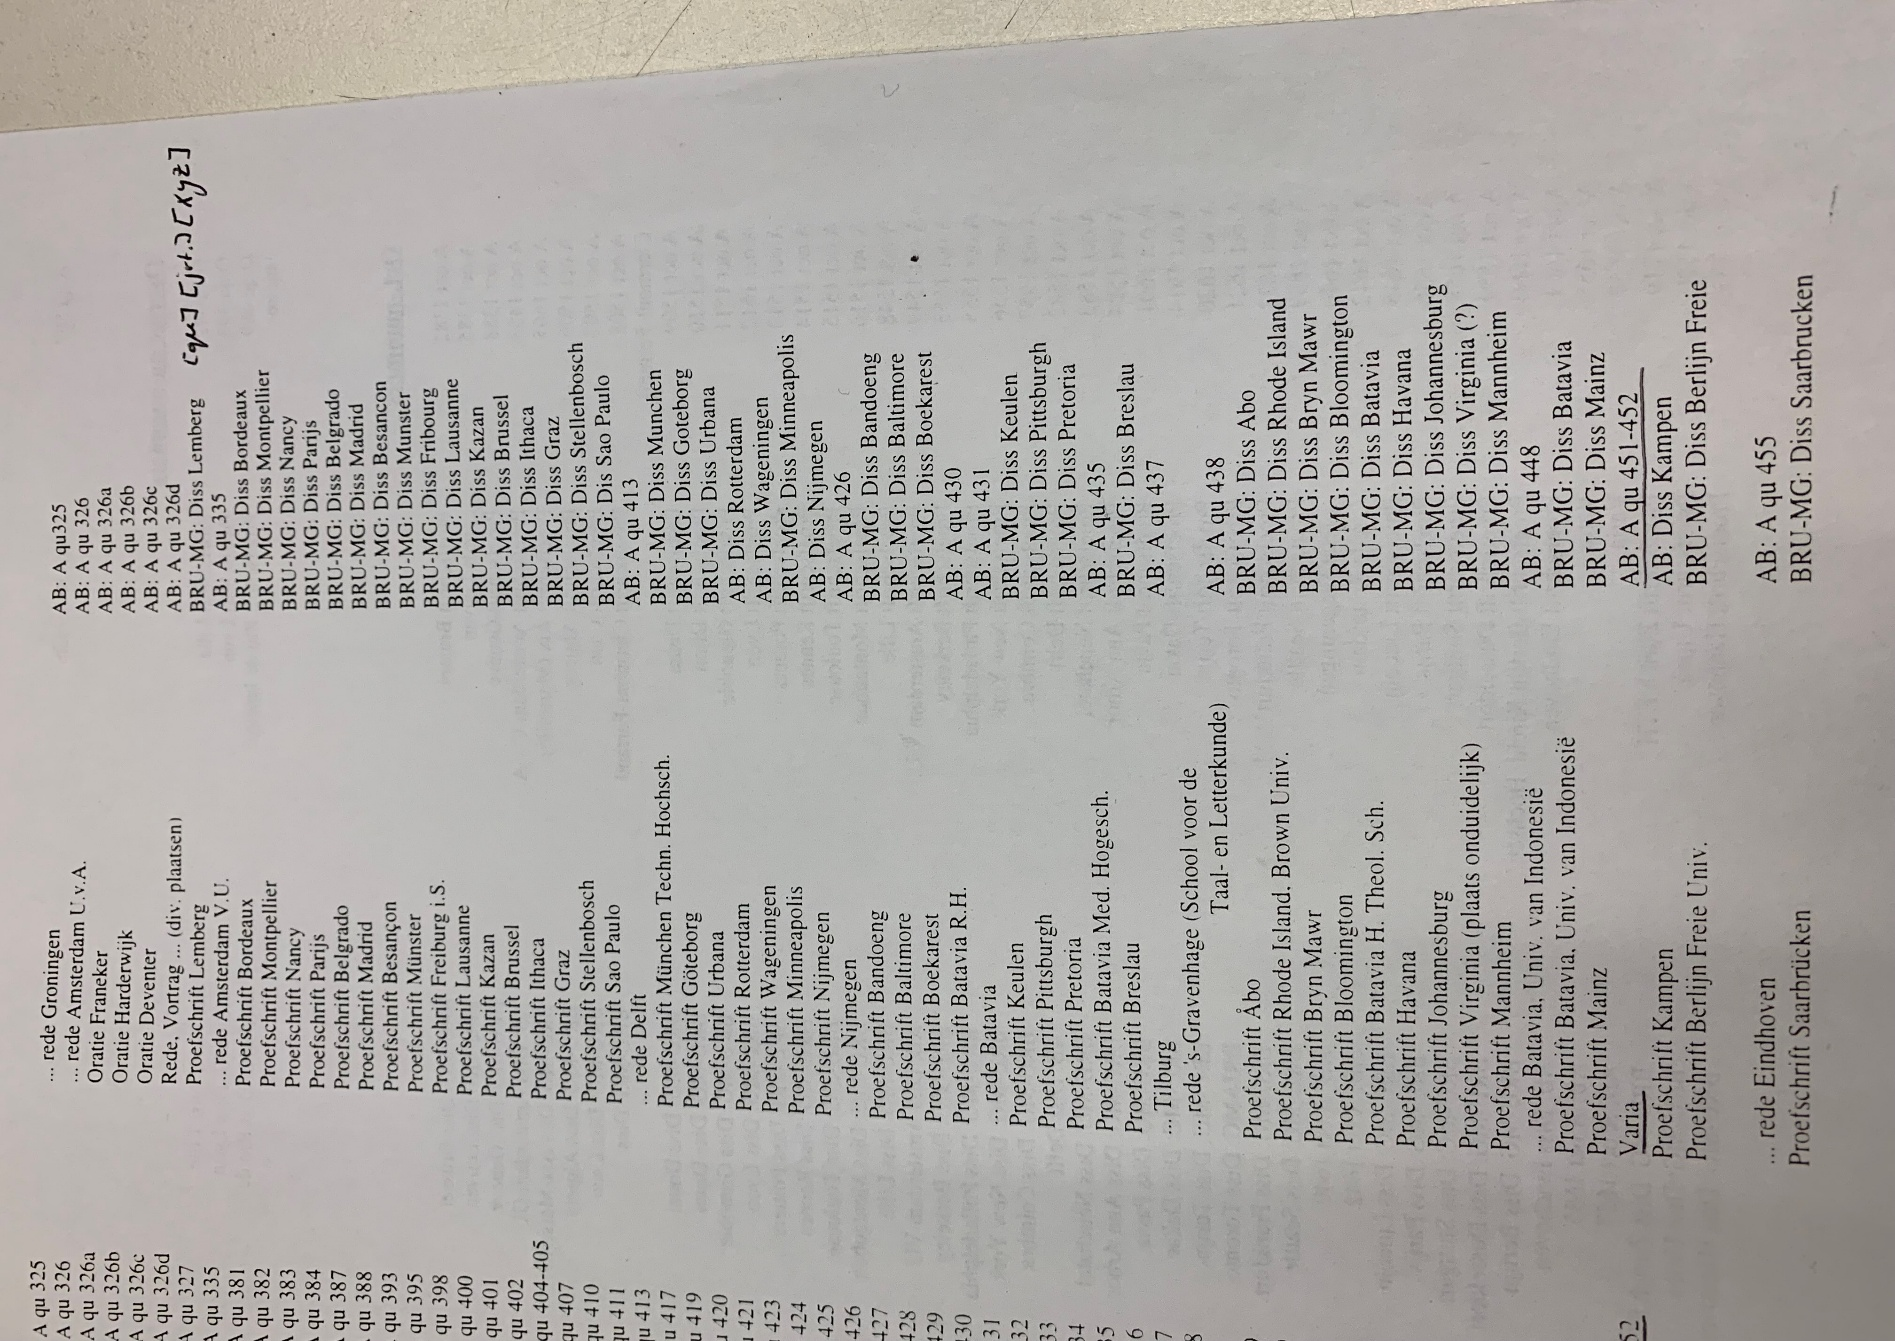 A qu 325 ... rede Groningen AB: A qu325
A qu 326 ... rede Amsterdam U.v.A. AB: A qu 326
A qu 326a Oratie Franeker AB: A qu 326a
A qu 326b Oratie Harderwijk AB: A qu 326b
A qu 326c Oratie Deventer AB: A qu 326c
A qu 326d Rede, Vortrag ... (div. plaatsen) AB: A qu 326d
A qu 327 Proefschrift Lemberg BRU-MG: Diss Lemberg [qu] [jrt.] [xyz]
A qu 335 ... rede Amsterdam V.U. AB: A qu 335
A qu 381 Proefschrift Bordeaux BRU-MG: Diss Bordeaux
A qu 382 Proefschrift Montpellier BRU-MG: Diss Montpellier
A qu 383 Proefschrift Nancy BRU-MG: Diss Nancy
A qu 384 Proefschrift Parijs BRU-MG: Diss Parijs
A qu 387 Proefschrift Belgrado BRU-MG: Diss Belgrado
A qu 388 Proefschrift Madrid BRU-MG: Diss Madrid
qu 393 Proefschrift Besançon BRU-MG: Diss Besancon
qu 395 Proefschrift Münster BRU-MG: Diss Munster
qu 398 Proefschrift Freiburg i.S. BRU-MG: Diss Fribourg
qu 400 Proefschrift Lausanne BRU-MG: Diss Lausanne
qu 401 Proefschrift Kazan BRU-MG: Diss Kazan
qu 402 Proefschrift Brussel BRU-MG: Diss Brussel
qu 404-405 Proefschrift Ithaca BRU-MG: Diss Ithaca
qu 407 Proefschrift Graz BRU-MG: Diss Graz
qu 410 Proefschrift Stellenbosch BRU-MG: Diss Stellenbosch
qu 411 Proefschrift Sao Paulo BRU-MG: Dis Sao Paulo
qu 413 ... rede Delft AB: A qu 413
u 417 Proefschrift München Techn. Hochsch. BRU-MG: Diss Munchen
u 419 Proefschrift Göteborg BRU-MG: Diss Goteborg
u 420 Proefschrift Urbana BRU-MG: Diss Urbana
421 Proefschrift Rotterdam AB: Diss Rotterdam
423 Proefschrift Wageningen AB: Diss Wageningen
424 Proefschrift Minneapolis BRU-MG: Diss Minneapolis
425 Proefschrift Nijmegen AB: Diss Nijmegen
426 ... rede Nijmegen AB: A qu 426
427 Proefschrift Bandoeng BRU-MG: Diss Bandoeng
428 Proefschrift Baltimore BRU-MG: Diss Baltimore
429 Proefschrift Boekarest BRU-MG: Diss Boekarest
30 Proefschrift Batavia R.H. AB: A qu 430
31 ... rede Batavia AB: A qu 431
32 Proefschrift Keulen BRU-MG: Diss Keulen
33 Proefschrift Pittsburgh BRU-MG: Diss Pittsburgh
34 Proefschrift Pretoria BRU-MG: Diss Pretoria
35 Proefschrift Batavia Med. Hogesch. AB: A qu 435
6 Proefschrift Breslau BRU-MG: Diss Breslau
7 ... Tilburg AB: A qu 437
8 ... rede 's-Gravenhage (School voor de
Taal- en Letterkunde) AB: A qu 438
Proefschrift Åbo BRU-MG: Diss Abo
Proefschrift Rhode Island. Brown Univ. BRU-MG: Diss Rhode Island
Proefschrift Bryn Mawr BRU-MG: Diss Bryn Mawr
Proefschrift Bloomington BRU-MG: Diss Bloomington
Proefschrift Batavia H. Theol. Sch. BRU-MG: Diss Batavia
Proefschrift Havana BRU-MG: Diss Havana
Proefschrift Johannesburg BRU-MG: Diss Johannesburg
Proefschrift Virginia (plaats onduidelijk) BRU-MG: Diss Virginia (?)
Proefschrift Mannheim BRU-MG: Diss Mannheim
... rede Batavia, Univ. van Indonesië AB: A qu 448
Proefschrift Batavia, Univ. van Indonesië BRU-MG: Diss Batavia
Proefschrift Mainz BRU-MG: Diss Mainz
52 Varia AB: A qu 451-452
Proefschrift Kampen AB: Diss Kampen
Proefschrift Berlijn Freie Univ. BRU-MG: Diss Berlijn Freie
... rede Eindhoven AB: A qu 455
Proefschrift Saarbrücken BRU-MG: Diss Saarbrucken